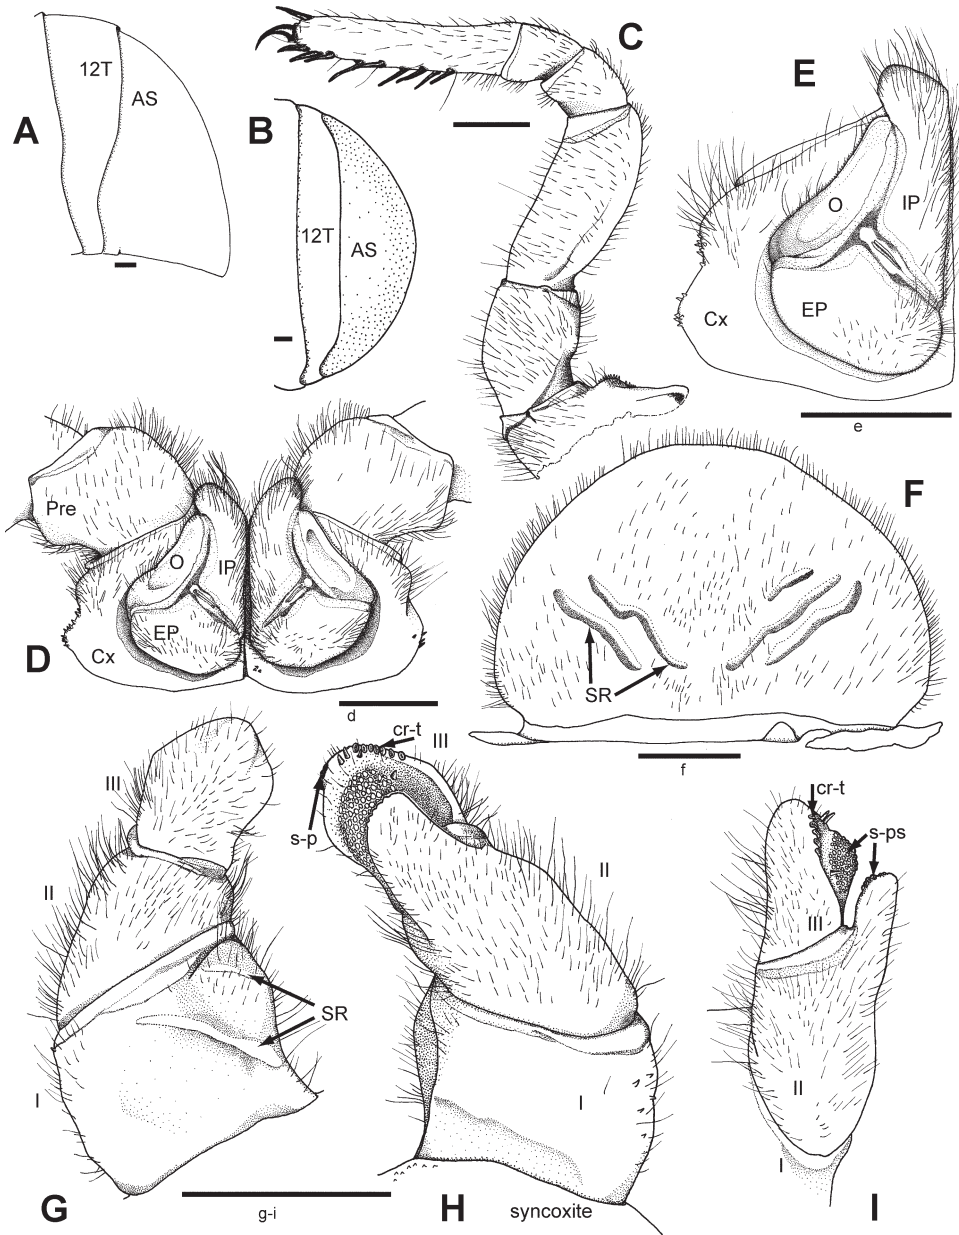 A
12T
AS
B
12T
AS
C
E
O
IP
EP
Cx
e
D
Pre
O
IP
EP
Cx
d
F
SR
f
G
III
II
I
SR
g-i
H
cr-t
III
s-p
II
I
syncoxite
I
cr-t
s-ps
III
II
I